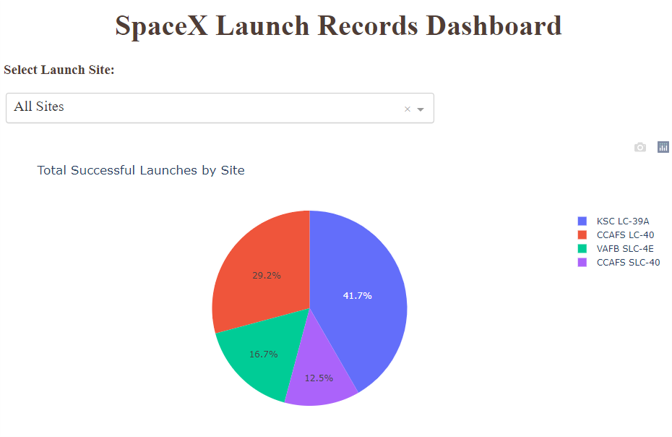 SpaceX Launch Records Dashboard
Select Launch Site:
All Sites
×
Total Successful Launches by Site
KSC LC-39A
CCAFS LC-40
VAFB SLC-4E
CCAFS SLC-40
29.2%
41.7%
16.7%
12.5%